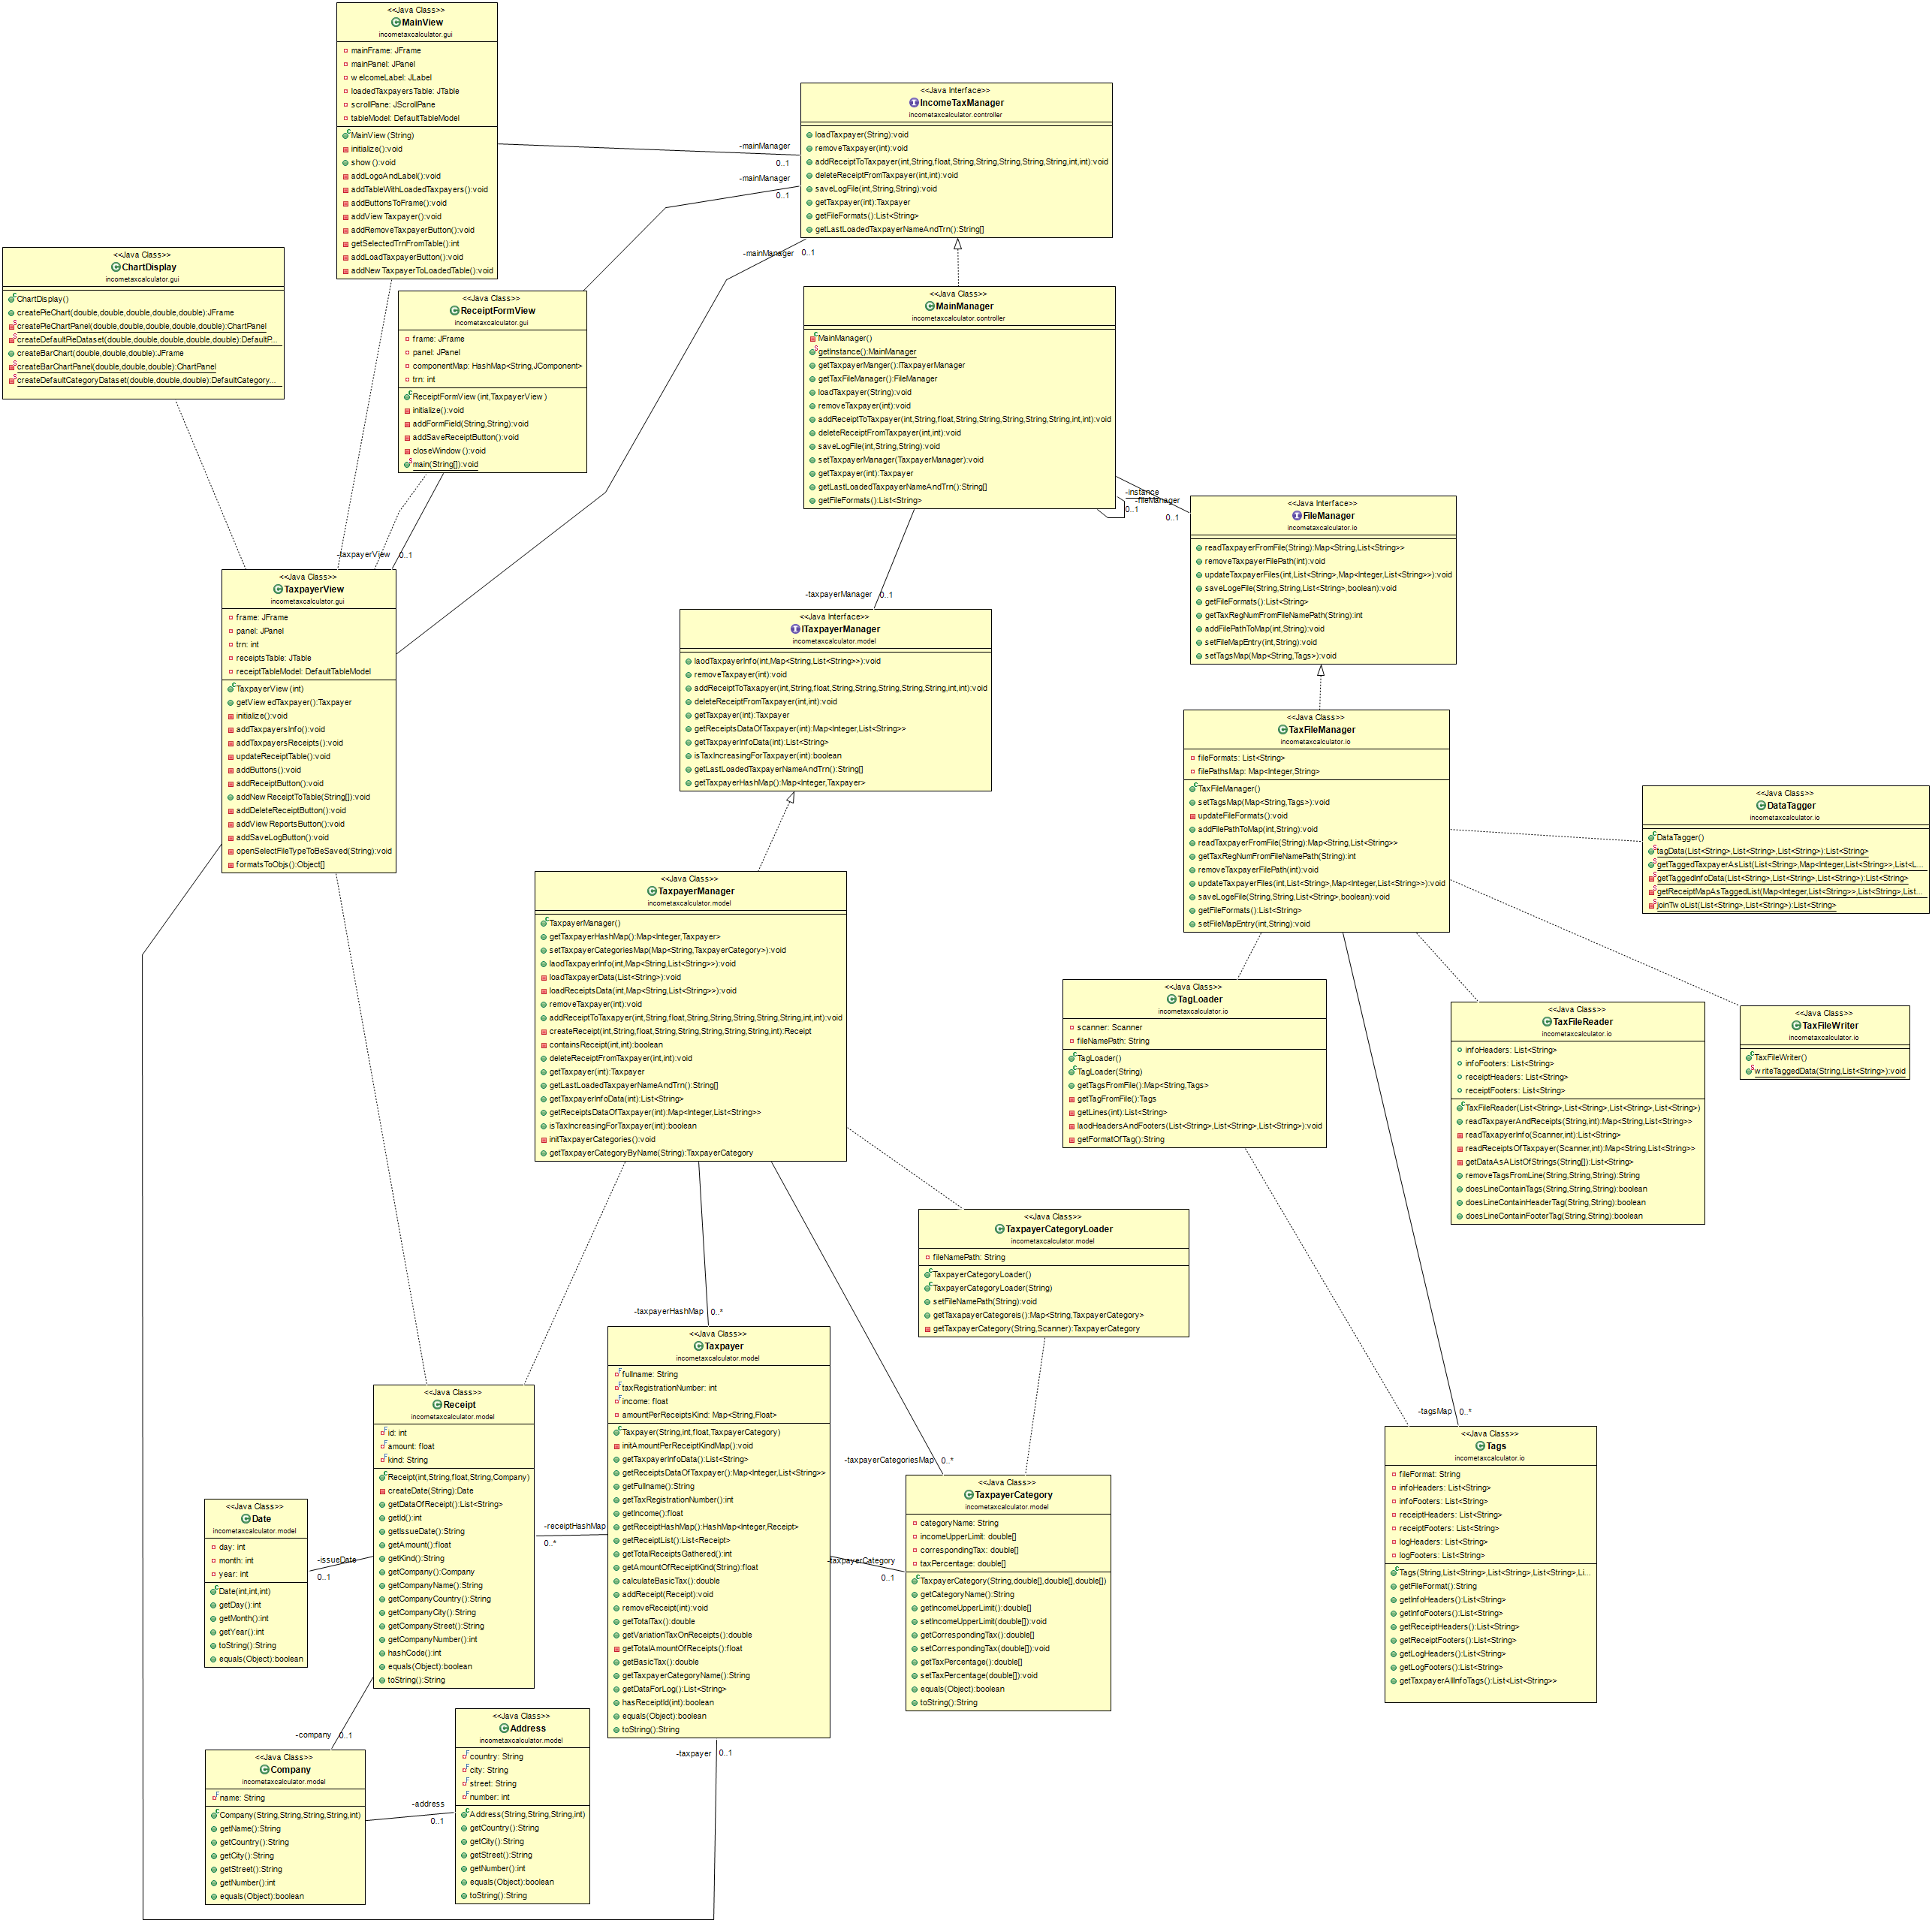 <<Java Class>>
MainView
incometaxcalculator.gui
mainFrame: JFrame
mainPanel: JPanel
welcomeLabel: JLabel
loadedTaxpayersTable: JTable
scrollPane: JScrollPane
tableModel: DefaultTableModel
MainView(String)
initialize():void
show():void
addLogoAndLabel():void
addTableWithLoadedTaxpayers():void
addButtonsToFrame():void
addViewTaxpayer():void
addRemoveTaxpayerButton():void
getSelectedTrnFromTable():int
addLoadTaxpayerButton():void
addNewTaxpayerToLoadedTable():void
<<Java Interface>>
IncomeTaxManager
incometaxcalculator.controller
loadTaxpayer(String):void
removeTaxpayer(int):void
addReceiptToTaxpayer(int,String,float,String,String,String,String,String,int,int):void
deleteReceiptFromTaxpayer(int,int):void
saveLogFile(int,String,String):void
getTaxpayer(int):Taxpayer
getFileFormats():List<String>
getLastLoadedTaxpayerNameAndTrn():String[]
-mainManager
0..1
-mainManager
0..1
-mainManager
0..1
<<Java Class>>
ChartDisplay
incometaxcalculator.gui
ChartDisplay()
createPieChart(double,double,double,double,double):JFrame
createPieChartPanel(double,double,double,double,double):ChartPanel
createDefaultPieDataset(double,double,double,double,double):DefaultP...
createBarChart(double,double,double):JFrame
createBarChartPanel(double,double,double):ChartPanel
createDefaultCategoryDataset(double,double,double):DefaultCategory...
<<Java Class>>
ReceiptFormView
incometaxcalculator.gui
frame: JFrame
panel: JPanel
componentMap: HashMap<String,JComponent>
trn: int
ReceiptFormView(int,TaxpayerView)
initialize():void
addFormField(String,String):void
addSaveReceiptButton():void
closeWindow():void
main(String[]):void
<<Java Class>>
MainManager
incometaxcalculator.controller
MainManager()
getInstance():MainManager
getTaxpayerManger():ITaxpayerManager
getTaxFileManager():FileManager
loadTaxpayer(String):void
removeTaxpayer(int):void
addReceiptToTaxpayer(int,String,float,String,String,String,String,String,int,int):void
deleteReceiptFromTaxpayer(int,int):void
saveLogFile(int,String,String):void
setTaxpayerManager(TaxpayerManager):void
getTaxpayer(int):Taxpayer
getLastLoadedTaxpayerNameAndTrn():String[]
getFileFormats():List<String>
-instance
0..1
-fileManager
0..1
<<Java Interface>>
FileManager
incometaxcalculator.io
readTaxpayerFromFile(String):Map<String,List<String>>
removeTaxpayerFilePath(int):void
updateTaxpayerFiles(int,List<String>,Map<Integer,List<String>>):void
saveLogeFile(String,String,List<String>,boolean):void
getFileFormats():List<String>
getTaxRegNumFromFileNamePath(String):int
addFilePathToMap(int,String):void
setFileMapEntry(int,String):void
setTagsMap(Map<String,Tags>):void
-taxpayerView
0..1
<<Java Class>>
TaxpayerView
incometaxcalculator.gui
frame: JFrame
panel: JPanel
trn: int
receiptsTable: JTable
receiptTableModel: DefaultTableModel
TaxpayerView(int)
getViewedTaxpayer():Taxpayer
initialize():void
addTaxpayersInfo():void
addTaxpayersReceipts():void
updateReceiptTable():void
addButtons():void
addReceiptButton():void
addNewReceiptToTable(String[]):void
addDeleteReceiptButton():void
addViewReportsButton():void
addSaveLogButton():void
openSelectFileTypeToBeSaved(String):void
formatsToObjs():Object[]
-taxpayerManager
0..1
<<Java Interface>>
ITaxpayerManager
incometaxcalculator.model
laodTaxpayerInfo(int,Map<String,List<String>>):void
removeTaxpayer(int):void
addReceiptToTaxapyer(int,String,float,String,String,String,String,String,int,int):void
deleteReceiptFromTaxpayer(int,int):void
getTaxpayer(int):Taxpayer
getReceiptsDataOfTaxpayer(int):Map<Integer,List<String>>
getTaxpayerInfoData(int):List<String>
isTaxIncreasingForTaxpayer(int):boolean
getLastLoadedTaxpayerNameAndTrn():String[]
getTaxpayerHashMap():Map<Integer,Taxpayer>
<<Java Class>>
TaxFileManager
incometaxcalculator.io
fileFormats: List<String>
filePathsMap: Map<Integer,String>
TaxFileManager()
setTagsMap(Map<String,Tags>):void
updateFileFormats():void
addFilePathToMap(int,String):void
readTaxpayerFromFile(String):Map<String,List<String>>
getTaxRegNumFromFileNamePath(String):int
removeTaxpayerFilePath(int):void
updateTaxpayerFiles(int,List<String>,Map<Integer,List<String>>):void
saveLogeFile(String,String,List<String>,boolean):void
getFileFormats():List<String>
setFileMapEntry(int,String):void
<<Java Class>>
DataTagger
incometaxcalculator.io
DataTagger()
tagData(List<String>,List<String>,List<String>):List<String>
getTaggedTaxpayerAsList(List<String>,Map<Integer,List<String>>,List<L...
getTaggedInfoData(List<String>,List<String>,List<String>):List<String>
getReceiptMapAsTaggedList(Map<Integer,List<String>>,List<String>,List...
joinTwoList(List<String>,List<String>):List<String>
<<Java Class>>
TaxpayerManager
incometaxcalculator.model
TaxpayerManager()
getTaxpayerHashMap():Map<Integer,Taxpayer>
setTaxpayerCategoriesMap(Map<String,TaxpayerCategory>):void
laodTaxpayerInfo(int,Map<String,List<String>>):void
loadTaxpayerData(List<String>):void
loadReceiptsData(int,Map<String,List<String>>):void
removeTaxpayer(int):void
addReceiptToTaxapyer(int,String,float,String,String,String,String,String,int,int):void
createReceipt(int,String,float,String,String,String,String,String,int):Receipt
containsReceipt(int,int):boolean
deleteReceiptFromTaxpayer(int,int):void
getTaxpayer(int):Taxpayer
getLastLoadedTaxpayerNameAndTrn():String[]
getTaxpayerInfoData(int):List<String>
getReceiptsDataOfTaxpayer(int):Map<Integer,List<String>>
isTaxIncreasingForTaxpayer(int):boolean
initTaxpayerCategories():void
getTaxpayerCategoryByName(String):TaxpayerCategory
<<Java Class>>
TagLoader
incometaxcalculator.io
scanner: Scanner
fileNamePath: String
TagLoader()
TagLoader(String)
getTagsFromFile():Map<String,Tags>
getTagFromFile():Tags
getLines(int):List<String>
laodHeadersAndFooters(List<String>,List<String>,List<String>):void
getFormatOfTag():String
<<Java Class>>
TaxFileReader
incometaxcalculator.io
infoHeaders: List<String>
infoFooters: List<String>
receiptHeaders: List<String>
receiptFooters: List<String>
TaxFileReader(List<String>,List<String>,List<String>,List<String>)
readTaxpayerAndReceipts(String,int):Map<String,List<String>>
readTaxapyerInfo(Scanner,int):List<String>
readReceiptsOfTaxpayer(Scanner,int):Map<String,List<String>>
getDataAsAListOfStrings(String[]):List<String>
removeTagsFromLine(String,String,String):String
doesLineContainTags(String,String,String):boolean
doesLineContainHeaderTag(String,String):boolean
doesLineContainFooterTag(String,String):boolean
<<Java Class>>
TaxFileWriter
incometaxcalculator.io
TaxFileWriter()
writeTaggedData(String,List<String>):void
<<Java Class>>
TaxpayerCategoryLoader
incometaxcalculator.model
fileNamePath: String
TaxpayerCategoryLoader()
TaxpayerCategoryLoader(String)
setFileNamePath(String):void
getTaxapayerCategoreis():Map<String,TaxpayerCategory>
getTaxpayerCategory(String,Scanner):TaxpayerCategory
-taxpayerHashMap
0..*
<<Java Class>>
Taxpayer
incometaxcalculator.model
fullname: String
taxRegistrationNumber: int
income: float
amountPerReceiptsKind: Map<String,Float>
Taxpayer(String,int,float,TaxpayerCategory)
initAmountPerReceiptKindMap():void
getTaxpayerInfoData():List<String>
getReceiptsDataOfTaxpayer():Map<Integer,List<String>>
getFullname():String
getTaxRegistrationNumber():int
getIncome():float
getReceiptHashMap():HashMap<Integer,Receipt>
getReceiptList():List<Receipt>
getTotalReceiptsGathered():int
getAmountOfReceiptKind(String):float
calculateBasicTax():double
addReceipt(Receipt):void
removeReceipt(int):void
getTotalTax():double
getVariationTaxOnReceipts():double
getTotalAmountOfReceipts():float
getBasicTax():double
getTaxpayerCategoryName():String
getDataForLog():List<String>
hasReceiptId(int):boolean
equals(Object):boolean
toString():String
<<Java Class>>
Receipt
incometaxcalculator.model
id: int
amount: float
kind: String
Receipt(int,String,float,String,Company)
createDate(String):Date
getDataOfReceipt():List<String>
getId():int
getIssueDate():String
getAmount():float
getKind():String
getCompany():Company
getCompanyName():String
getCompanyCountry():String
getCompanyCity():String
getCompanyStreet():String
getCompanyNumber():int
hashCode():int
equals(Object):boolean
toString():String
-receiptHashMap
0..*
-taxpayerCategoriesMap
0..*
-taxpayerCategory
0..1
<<Java Class>>
TaxpayerCategory
incometaxcalculator.model
categoryName: String
incomeUpperLimit: double[]
correspondingTax: double[]
taxPercentage: double[]
TaxpayerCategory(String,double[],double[],double[])
getCategoryName():String
getIncomeUpperLimit():double[]
setIncomeUpperLimit(double[]):void
getCorrespondingTax():double[]
setCorrespondingTax(double[]):void
getTaxPercentage():double[]
setTaxPercentage(double[]):void
equals(Object):boolean
toString():String
-tagsMap
0..*
<<Java Class>>
Tags
incometaxcalculator.io
fileFormat: String
infoHeaders: List<String>
infoFooters: List<String>
receiptHeaders: List<String>
receiptFooters: List<String>
logHeaders: List<String>
logFooters: List<String>
Tags(String,List<String>,List<String>,List<String>,Li...
getFileFormat():String
getInfoHeaders():List<String>
getInfoFooters():List<String>
getReceiptHeaders():List<String>
getReceiptFooters():List<String>
getLogHeaders():List<String>
getLogFooters():List<String>
getTaxpayerAllInfoTags():List<List<String>>
<<Java Class>>
Date
incometaxcalculator.model
day: int
month: int
year: int
Date(int,int,int)
getDay():int
getMonth():int
getYear():int
toString():String
equals(Object):boolean
-issueDate
0..1
-company
0..1
<<Java Class>>
Company
incometaxcalculator.model
name: String
Company(String,String,String,String,int)
getName():String
getCountry():String
getCity():String
getStreet():String
getNumber():int
equals(Object):boolean
-address
0..1
<<Java Class>>
Address
incometaxcalculator.model
country: String
city: String
street: String
number: int
Address(String,String,String,int)
getCountry():String
getCity():String
getStreet():String
getNumber():int
equals(Object):boolean
toString():String
-taxpayer
0..1